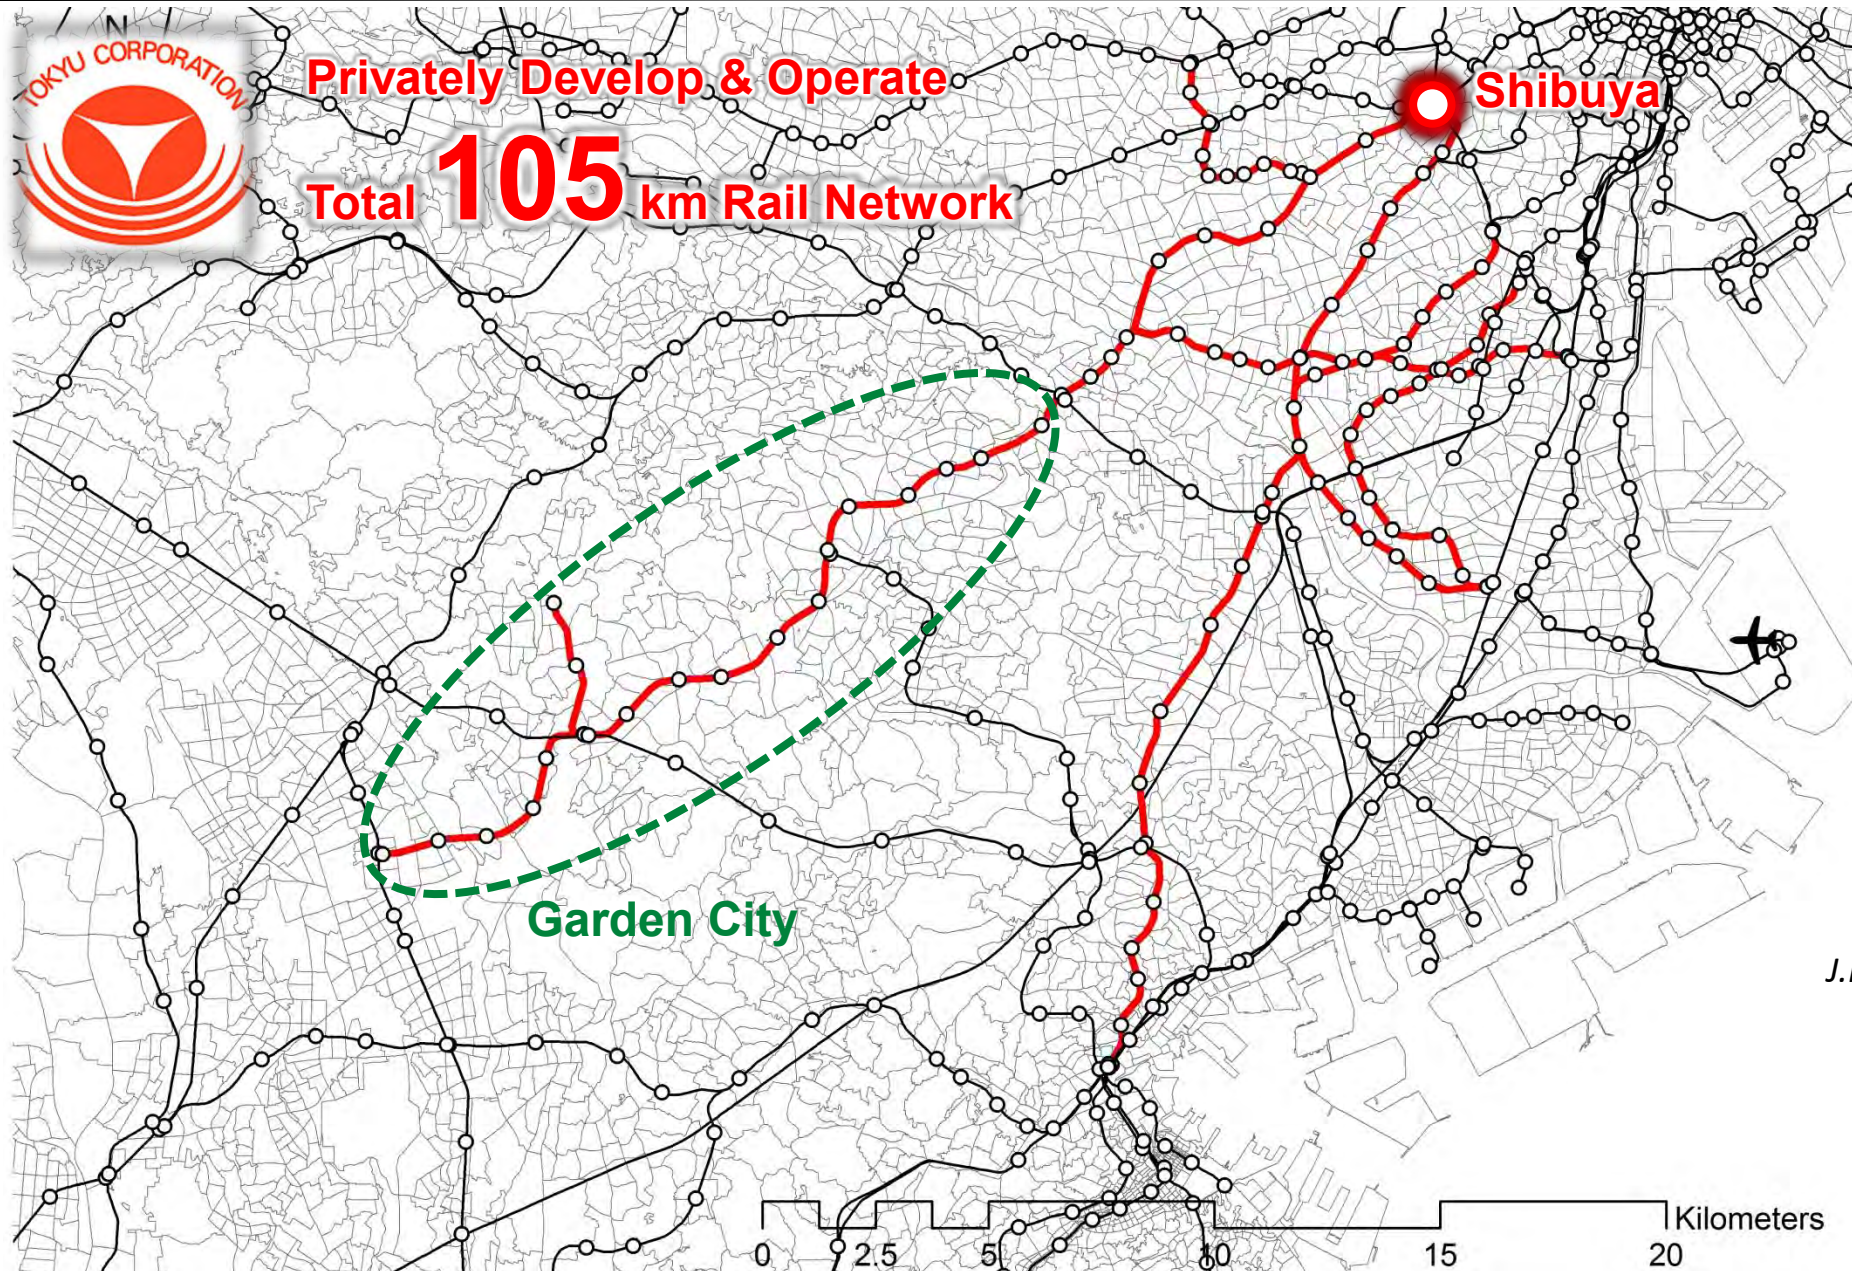 N
TOKYU CORPORATION
Privately Develop & Operate
Total 105 km Rail Network
Shibuya
Garden City
Kilometers
0 2.5 5 10 15 20